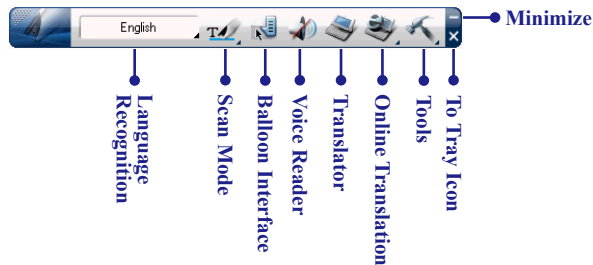 English
T
Minimize
Language
Recognition
Scan Mode
Balloon Interface
Voice Reader
Translator
Online Translation
Tools
To Tray Icon